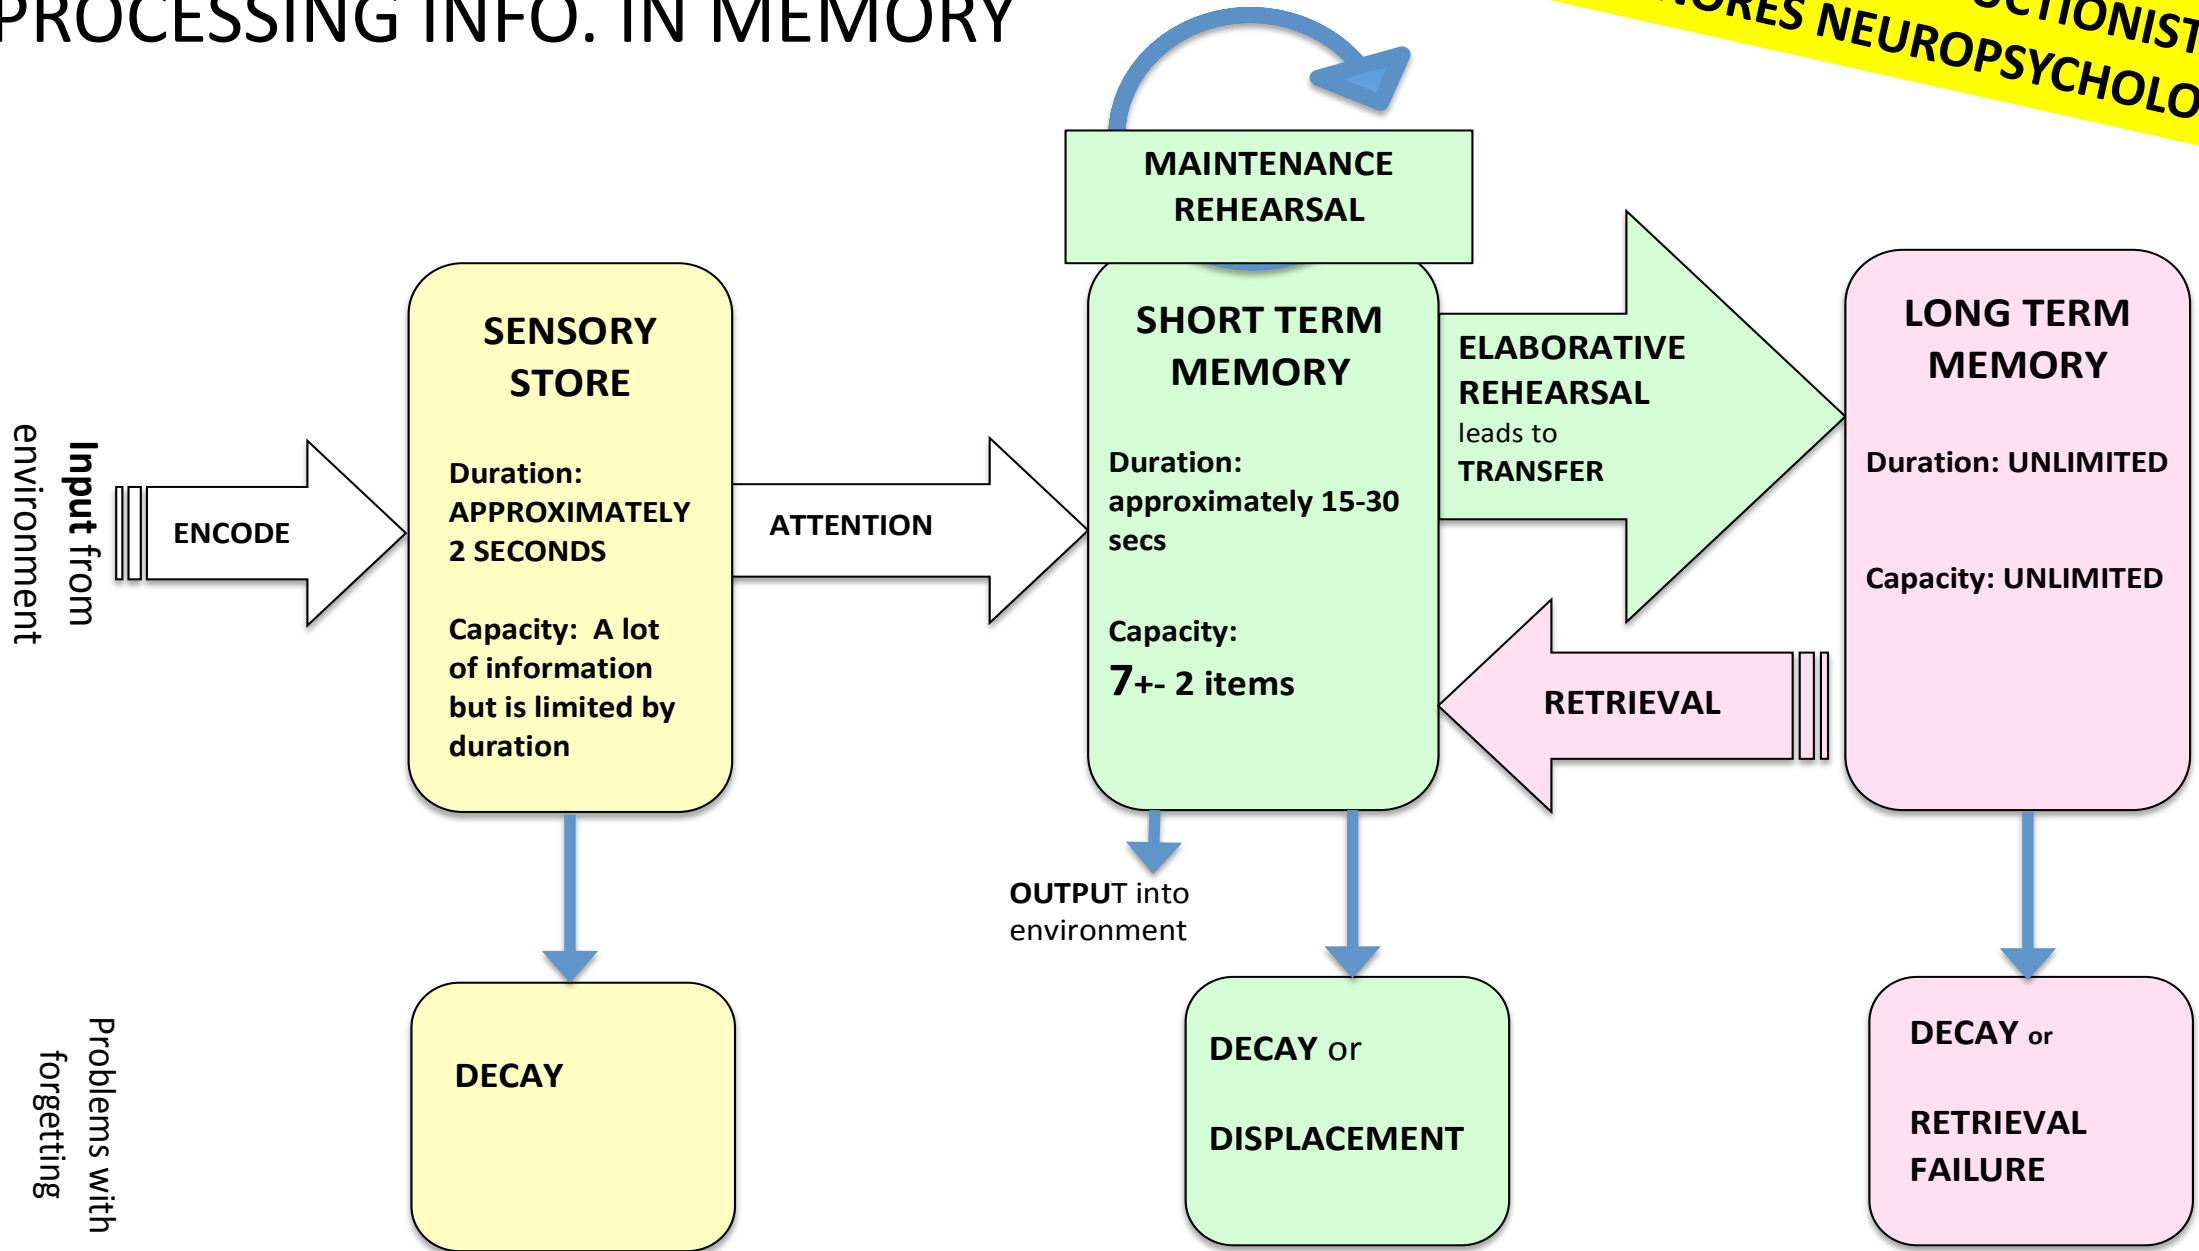 PROCESSING INFO. IN MEMORY
NEUROPSYCHOLO
MAINTENANCE
REHEARSAL
Input from
environment
ENCODE
SENSORY
STORE
Duration:
APPROXIMATELY
2 SECONDS
Capacity: A lot
of information
but is limited by
duration
ATTENTION
SHORT TERM
MEMORY
Duration:
approximately 15-30
secs
Capacity:
7+- 2 items
ELABORATIVE
REHEARSAL
leads to
TRANSFER
RETRIEVAL
LONG TERM
MEMORY
Duration: UNLIMITED
Capacity: UNLIMITED
OUTPUT into
environment
Problems with
forgetting
DECAY
DECAY or
DISPLACEMENT
DECAY or
RETRIEVAL
FAILURE